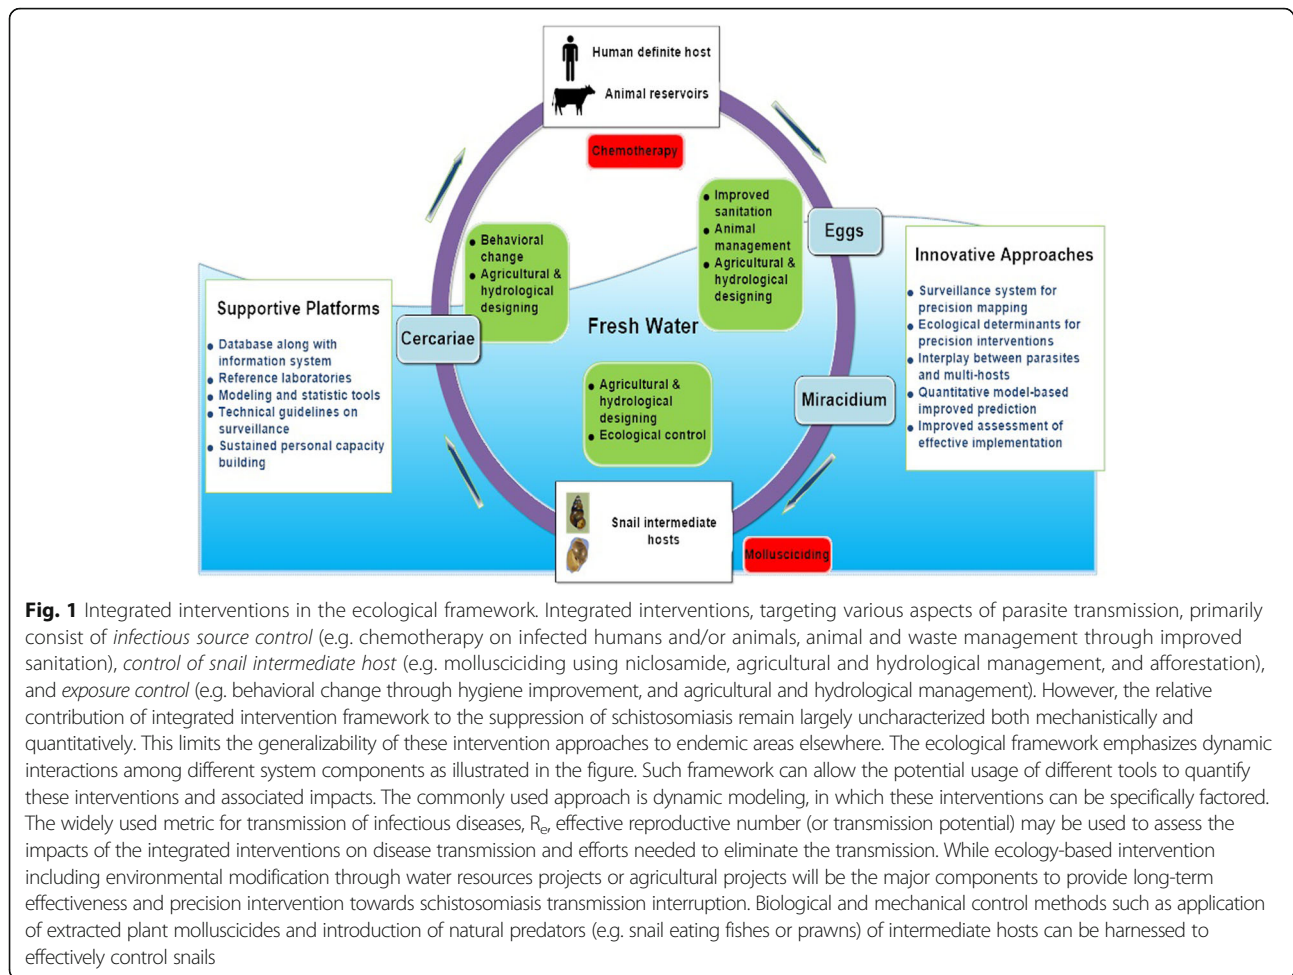 Human definite host
Animal reservoirs
Chemotherapy
Improved
sanitation
Animal
management
Agricultural &
hydrological
designing
Eggs
Behavioral
change
Agricultural &
hydrological
designing
Innovative Approaches
Surveillance system for
precision mapping
Ecological determinants for
precision interventions
Interplay between parasites
and multi-hosts
Quantitative model-based
improved prediction
Improved assessment of
effective implementation
Supportive Platforms
Database along with
information system
Reference laboratories
Modeling and statistic tools
Technical guidelines on
surveillance
Sustained personal capacity
building
Cercariae
Fresh Water
Miracidium
Agricultural &
hydrological
designing
Ecological control
Snail intermediate
hosts
Mollusciciding
Fig. 1 Integrated interventions in the ecological framework. Integrated interventions, targeting various aspects of parasite transmission, primarily
consist of infectious source control (e.g. chemotherapy on infected humans and/or animals, animal and waste management through improved
sanitation), control of snail intermediate host (e.g. mollusciciding using niclosamide, agricultural and hydrological management, and afforestation),
and exposure control (e.g. behavioral change through hygiene improvement, and agricultural and hydrological management). However, the relative
contribution of integrated intervention framework to the suppression of schistosomiasis remain largely uncharacterized both mechanistically and
quantitatively. This limits the generalizability of these intervention approaches to endemic areas elsewhere. The ecological framework emphasizes dynamic
interactions among different system components as illustrated in the figure. Such framework can allow the potential usage of different tools to quantify
these interventions and associated impacts. The commonly used approach is dynamic modeling, in which these interventions can be specifically factored.
The widely used metric for transmission of infectious diseases, Re, effective reproductive number (or transmission potential) may be used to assess the
impacts of the integrated interventions on disease transmission and efforts needed to eliminate the transmission. While ecology-based intervention
including environmental modification through water resources projects or agricultural projects will be the major components to provide long-term
effectiveness and precision intervention towards schistosomiasis transmission interruption. Biological and mechanical control methods such as application
of extracted plant molluscicides and introduction of natural predators (e.g. snail eating fishes or prawns) of intermediate hosts can be harnessed to
effectively control snails